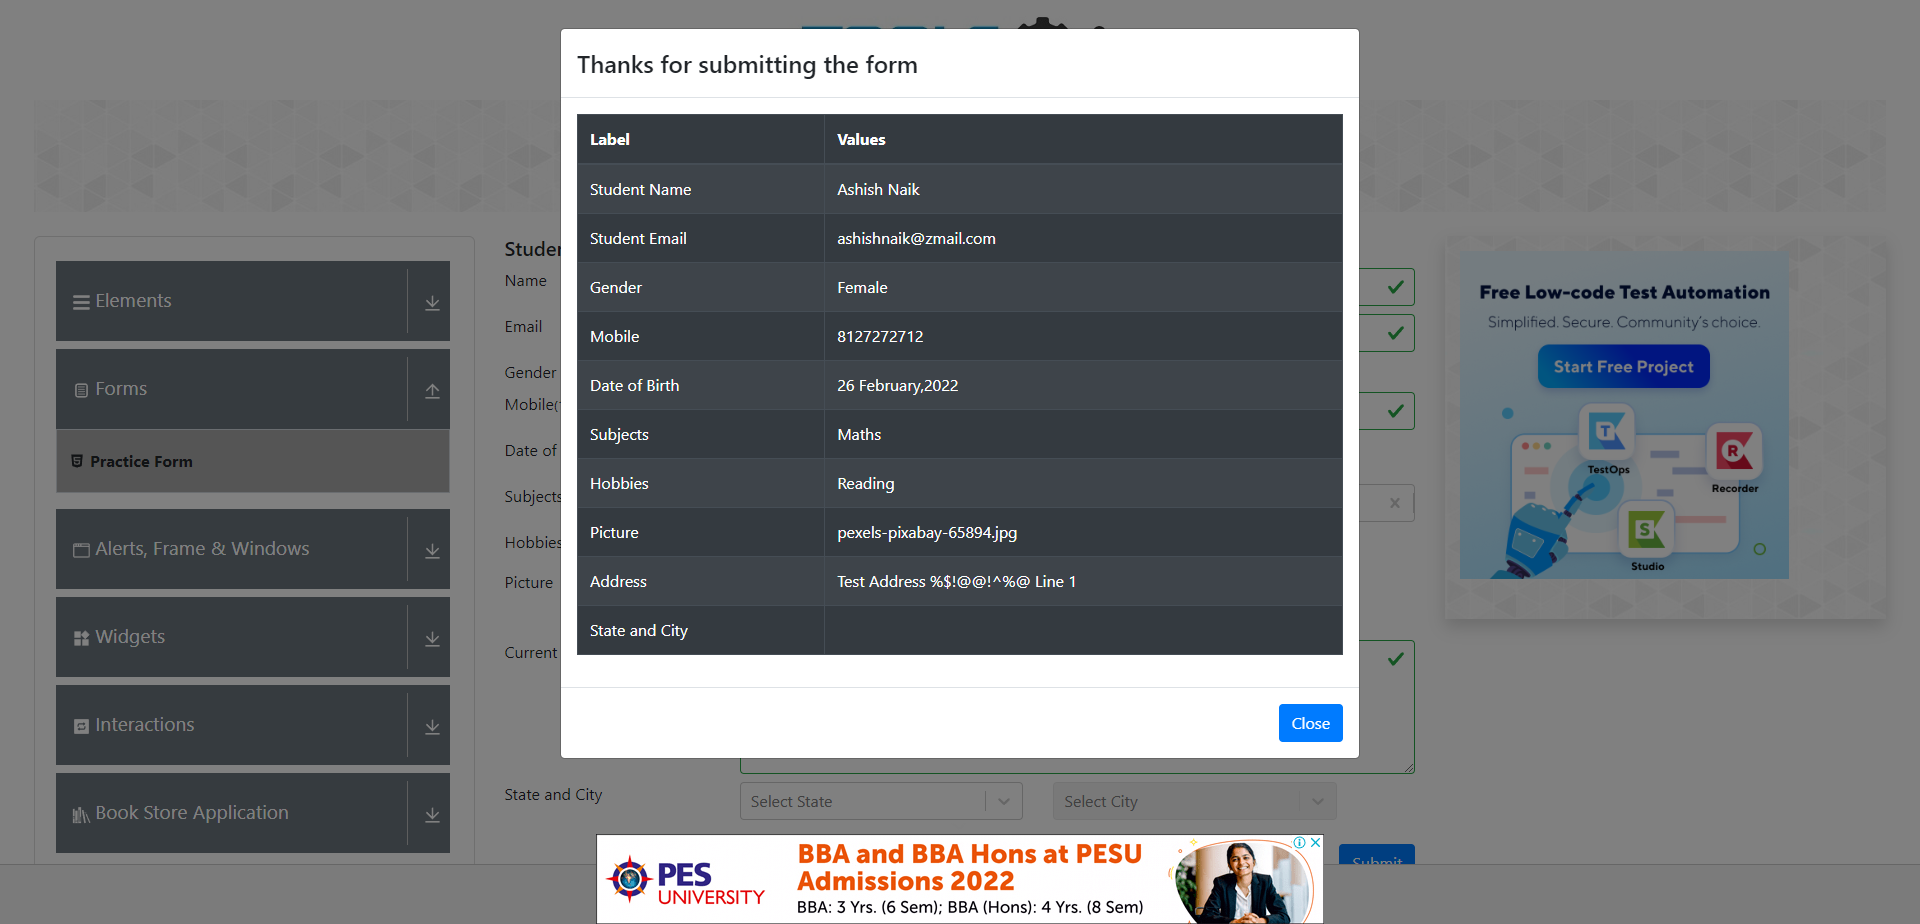 Thanks for submitting the form
Label Values
Student Name Ashish Naik
Student Email ashishnaik@zmail.com
Gender Female
Mobile 8127272712
Date of Birth 26 February,2022
Subjects Maths
Hobbies Reading
Picture pexels-pixabay-65894.jpg
Address Test Address %$!@@!^%@ Line 1
State and City
Close
Elements
Forms
Practice Form
Alerts, Frame & Windows
Widgets
Interactions
Book Store Application
Name
Email
Gender
Date of
Subjects
Hobbies
Picture
Current
State and City
Select State
Select City
Submit
Free Low-code Test Automation
Simplified. Secure. Community's choice.
Start Free Project
TestOps
Recorder
Studio
PES
UNIVERSITY
BBA and BBA Hons at PESU
Admissions 2022
BBA: 3 Yrs. (6 Sem); BBA (Hons): 4 Yrs. (8 Sem)